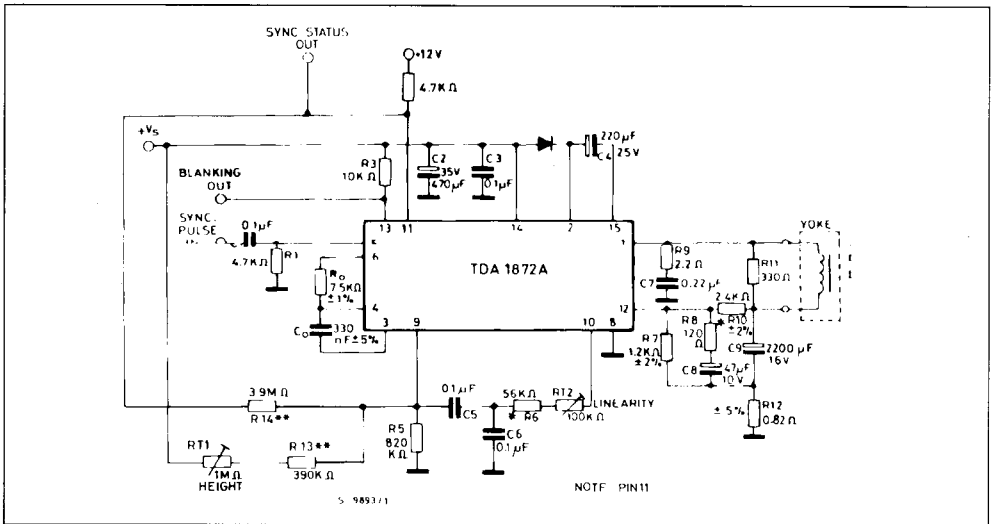 SYNC STATUS
OUT
+12V
4.7KΩ
+Vs
BLANKING
OUT
R3
10KΩ
C2
35V
470µF
C3
0.1µF
220µF
C4
25V
SYNC.
PULSE
IN
0.1µF
4.7KΩ
R1
13
11
14
2
15
5
6
4
3
9
10
8
1
12
TDA 1872A
Ro
7.5KΩ
±1%
Co
330
nF ±5%
R9
2.2Ω
C7
0.22µF
R11
330Ω
YOKE
2.4KΩ
R10
±2%
R8
120
Ω
R7
1.2KΩ
±2%
C9
2200µF
16V
C8
47µF
10V
±5%
R12
0.82Ω
3.9MΩ
R14**
RT1
1MΩ
HEIGHT
R13**
390KΩ
R5
820
KΩ
0.1µF
C5
C6
0.1µF
56KΩ
* R6
RT2
100KΩ
LINEARITY
S 9893/1
NOTE PIN11